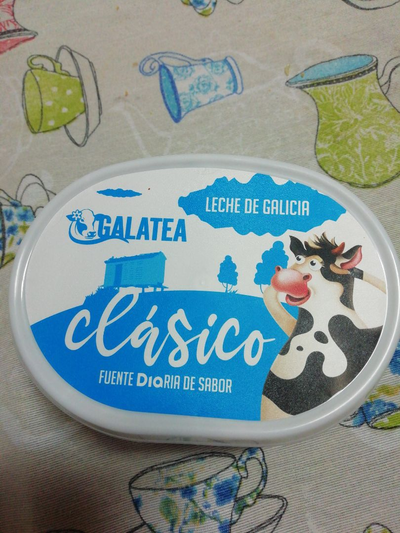 LECHE DE GALICIA
GALATEA
clásico
FUENTE DIARIA DE SABOR